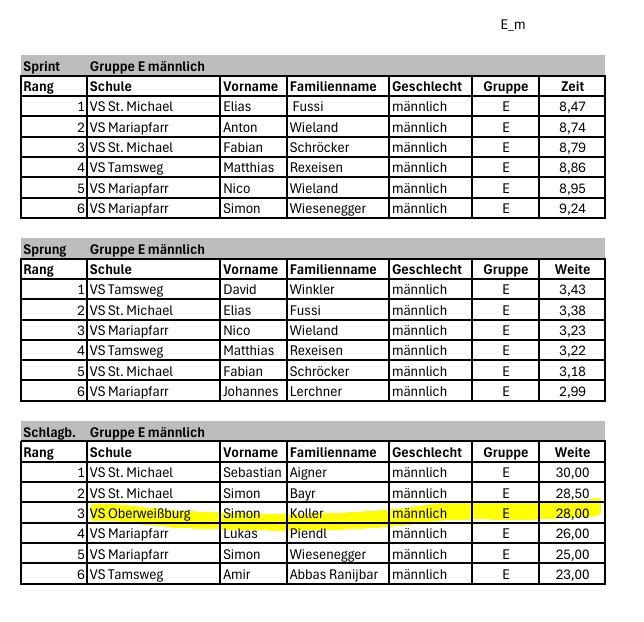 E_m
Sprint Gruppe E männlich
Rang Schule Vorname Familienname Geschlecht Gruppe Zeit
1 VS St. Michael Elias Fussi männlich E 8,47
2 VS Mariapfarr Anton Wieland männlich E 8,74
3 VS St. Michael Fabian Schröcker männlich E 8,79
4 VS Tamsweg Matthias Rexeisen männlich E 8,86
5 VS Mariapfarr Nico Wieland männlich E 8,95
6 VS Mariapfarr Simon Wiesenegger männlich E 9,24
Sprung Gruppe E männlich
Rang Schule Vorname Familienname Geschlecht Gruppe Weite
1 VS Tamsweg David Winkler männlich E 3,43
2 VS St. Michael Elias Fussi männlich E 3,38
3 VS Mariapfarr Nico Wieland männlich E 3,23
4 VS Tamsweg Matthias Rexeisen männlich E 3,22
5 VS St. Michael Fabian Schröcker männlich E 3,18
6 VS Mariapfarr Johannes Lerchner männlich E 2,99
Schlagb. Gruppe E männlich
Rang Schule Vorname Familienname Geschlecht Gruppe Weite
1 VS St. Michael Sebastian Aigner männlich E 30,00
2 VS St. Michael Simon Bayr männlich E 28,50
3 VS Oberweißburg Simon Koller männlich E 28,00
4 VS Mariapfarr Lukas Piendl männlich E 26,00
5 VS Mariapfarr Simon Wiesenegger männlich E 25,00
6 VS Tamsweg Amir Abbas Ranijbar männlich E 23,00